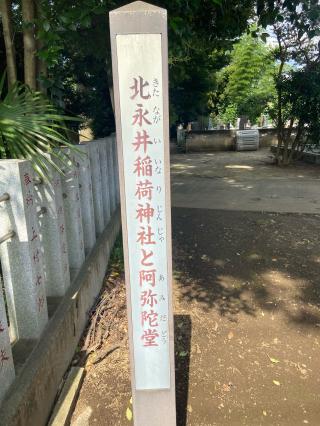 北永井稲荷神社と阿弥陀堂
きた なが い いな り じん じゃ あ み だ どう